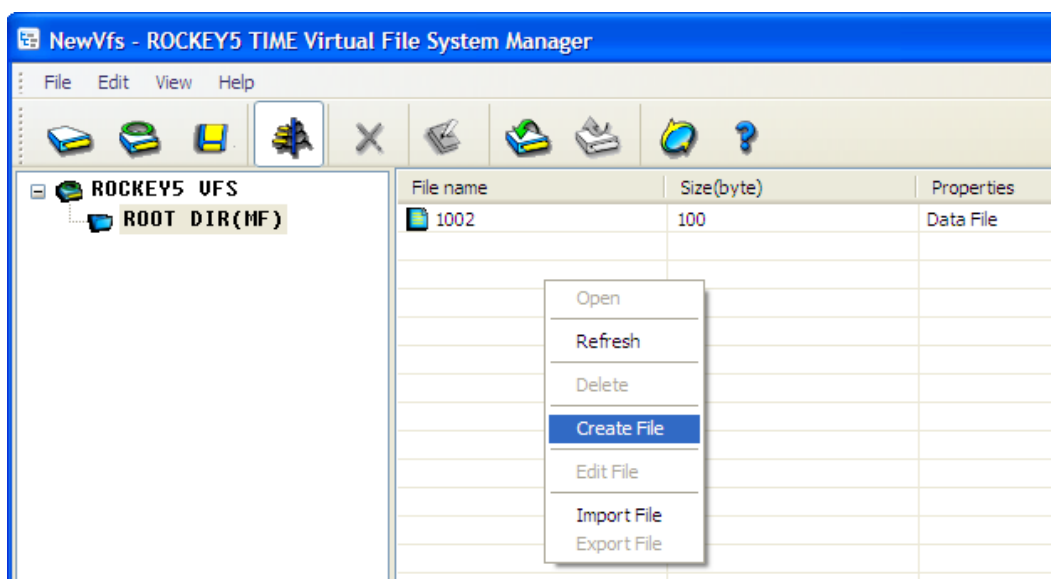 NewVfs - ROCKEY5 TIME Virtual File System Manager
File Edit View Help
ROCKEY5 VFS
ROOT DIR(MF)
File name Size(byte) Properties
1002 100 Data File
Open
Refresh
Delete
Create File
Edit File
Import File
Export File